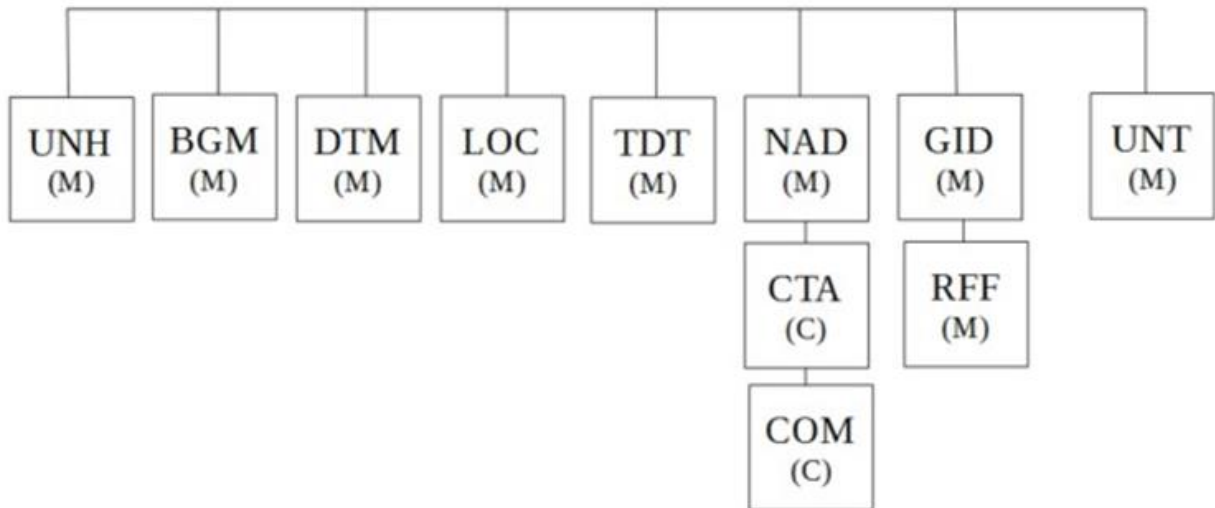 UNH
(M)
BGM
(M)
DTM
(M)
LOC
(M)
TDT
(M)
NAD
(M)
GID
(M)
UNT
(M)
CTA
(C)
RFF
(M)
COM
(C)